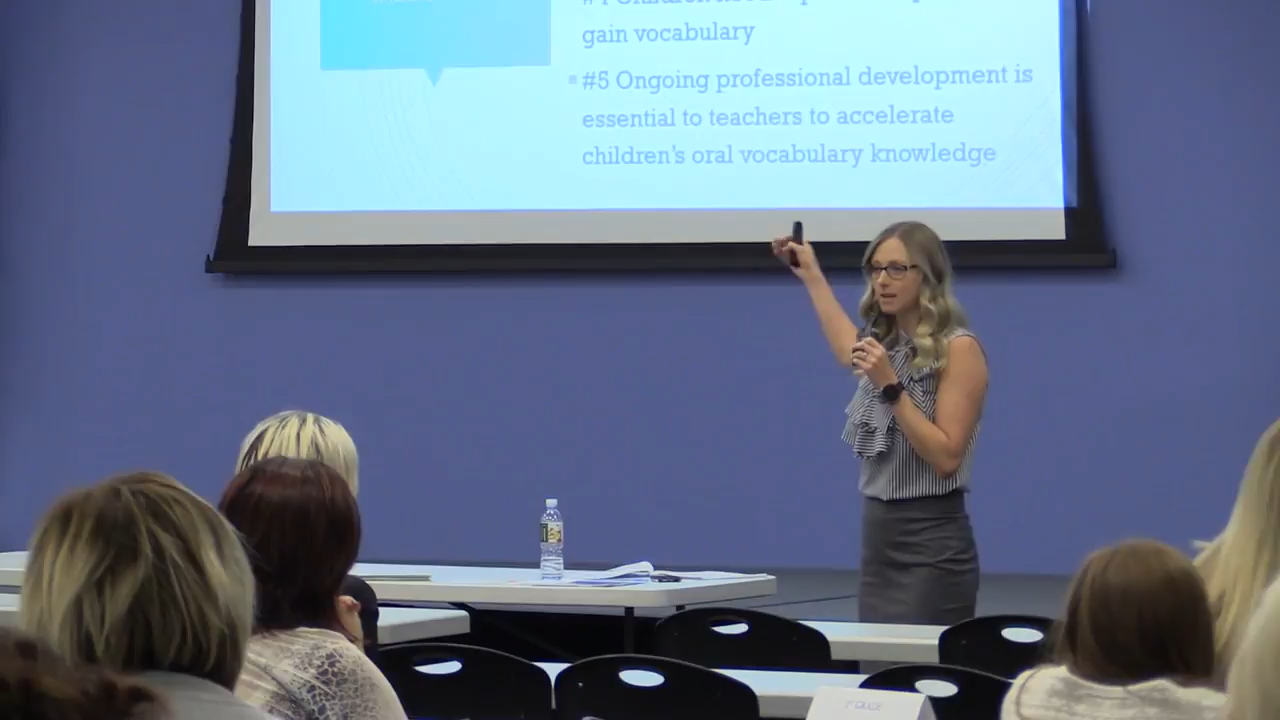 gain vocabulary
#5 Ongoing professional development is
essential to teachers to accelerate
children's oral vocabulary knowledge